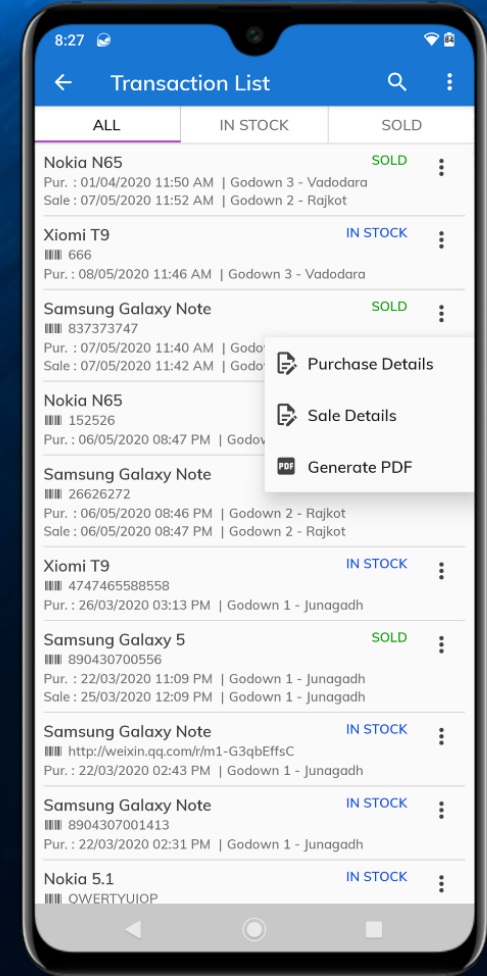 8:27
Transaction List
ALL IN STOCK SOLD
Nokia N65 SOLD
Pur. : 01/04/2020 11:50 AM | Godown 3 - Vadodara
Sale : 07/05/2020 11:52 AM | Godown 2 - Rajkot
Xiomi T9 IN STOCK
666
Pur. : 08/05/2020 11:46 AM | Godown 3 - Vadodara
Samsung Galaxy Note SOLD
837373747
Pur. : 07/05/2020 11:40 AM | Godo
Sale : 07/05/2020 11:42 AM | Godo
Purchase Details
Sale Details
PDF Generate PDF
Nokia N65
152526
Pur. : 06/05/2020 08:47 PM | Godow
Samsung Galaxy Note
26626272
Pur. : 06/05/2020 08:46 PM | Godown 2 - Rajkot
Sale : 06/05/2020 08:47 PM | Godown 2 - Rajkot
Xiomi T9 IN STOCK
4747465588558
Pur. : 26/03/2020 03:13 PM | Godown 1 - Junagadh
Samsung Galaxy 5 SOLD
890430700556
Pur. : 22/03/2020 11:09 PM | Godown 1 - Junagadh
Sale : 25/03/2020 12:09 PM | Godown 1 - Junagadh
Samsung Galaxy Note IN STOCK
http://weixin.qq.com/r/m1-G3qbEffsC
Pur. : 22/03/2020 02:43 PM | Godown 1 - Junagadh
Samsung Galaxy Note IN STOCK
8904307001413
Pur. : 22/03/2020 02:31 PM | Godown 1 - Junagadh
Nokia 5.1 IN STOCK
QWERTYUIOP